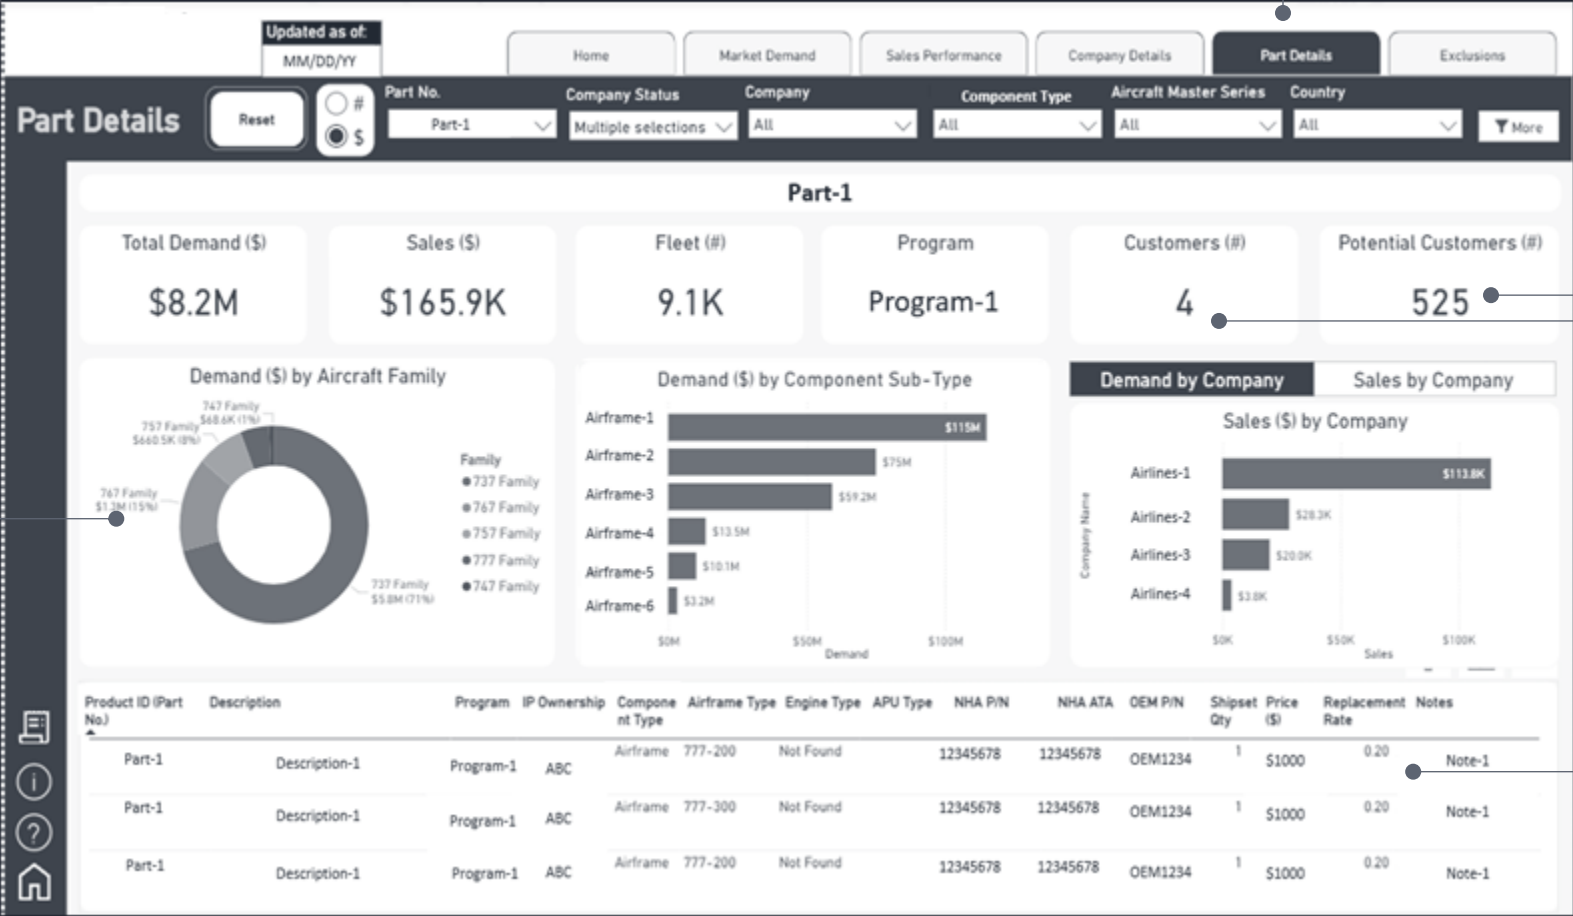 Updated as of:
MM/DD/YY
Home
Market Demand
Sales Performance
Company Details
Part Details
Exclusions
Part Details
Reset
#
$
Part No.
Part-1
Company Status
Multiple selections
Company
All
Component Type
All
Aircraft Master Series
All
Country
All
More
Part-1
Total Demand ($)
$8.2M
Sales ($)
$165.9K
Fleet (#)
9.1K
Program
Program-1
Customers (#)
4
Potential Customers (#)
525
Demand ($) by Aircraft Family
747 Family
$68.6K (1%)
757 Family
$660.5K (8%)
767 Family
$1.3M (15%)
737 Family
$5.8M (71%)
Family
737 Family
767 Family
757 Family
777 Family
747 Family
Demand ($) by Component Sub-Type
Airframe-1
$115M
Airframe-2
$75M
Airframe-3
$59.2M
Airframe-4
$13.5M
Airframe-5
$10.1M
Airframe-6
$3.2M
$0M $50M $100M
Demand
Demand by Company
Sales by Company
Sales ($) by Company
Company Name
Airlines-1
$113.8K
Airlines-2
$28.3K
Airlines-3
$20.0K
Airlines-4
$3.8K
$0K $50K $100K
Sales
Product ID (Part
No.)
Description
Program
IP Ownership
Compone
nt Type
Airframe Type
Engine Type
APU Type
NHA P/N
NHA ATA
OEM P/N
Shipset
Qty
Price
($)
Replacement
Rate
Notes
Part-1 Description-1 Program-1 ABC Airframe 777-200 Not Found 12345678 12345678 OEM1234 1 $1000 0.20 Note-1
Part-1 Description-1 Program-1 ABC Airframe 777-300 Not Found 12345678 12345678 OEM1234 1 $1000 0.20 Note-1
Part-1 Description-1 Program-1 ABC Airframe 777-200 Not Found 12345678 12345678 OEM1234 1 $1000 0.20 Note-1